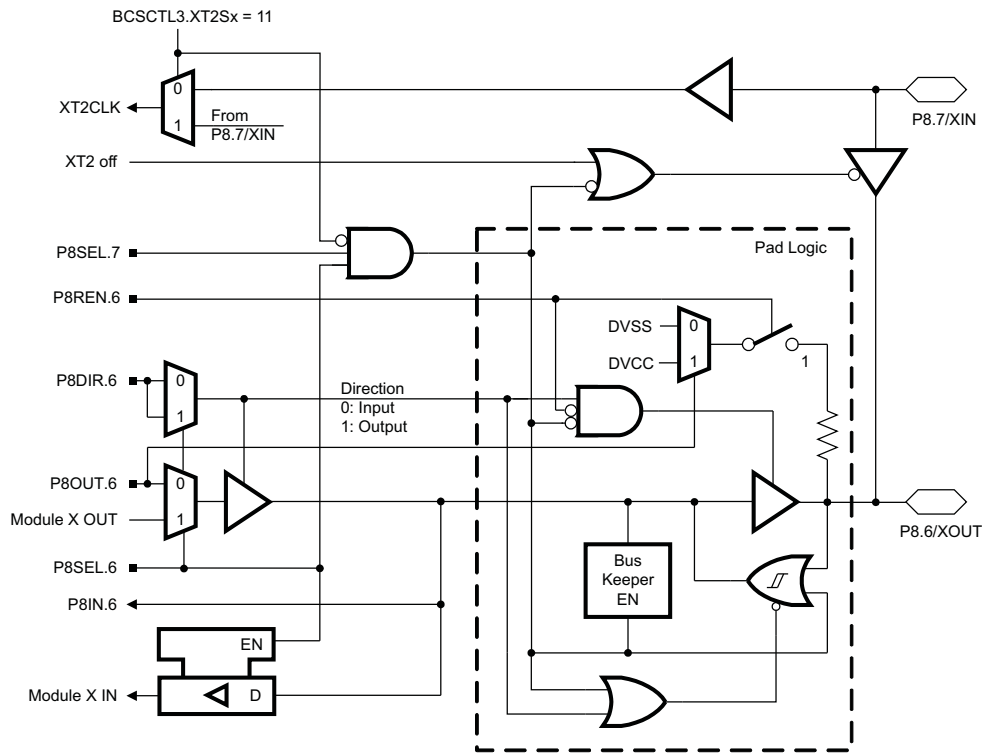 BCSCTL3.XT2Sx = 11
0
XT2CLK
1
From
P8.7/XIN
P8.7/XIN
XT2 off
P8SEL.7
Pad Logic
P8REN.6
DVSS
0
DVCC
1
1
P8DIR.6
0
1
Direction
0: Input
1: Output
P8OUT.6
0
Module X OUT
1
P8.6/XOUT
P8SEL.6
Bus
Keeper
EN
P8IN.6
EN
Module X IN
D